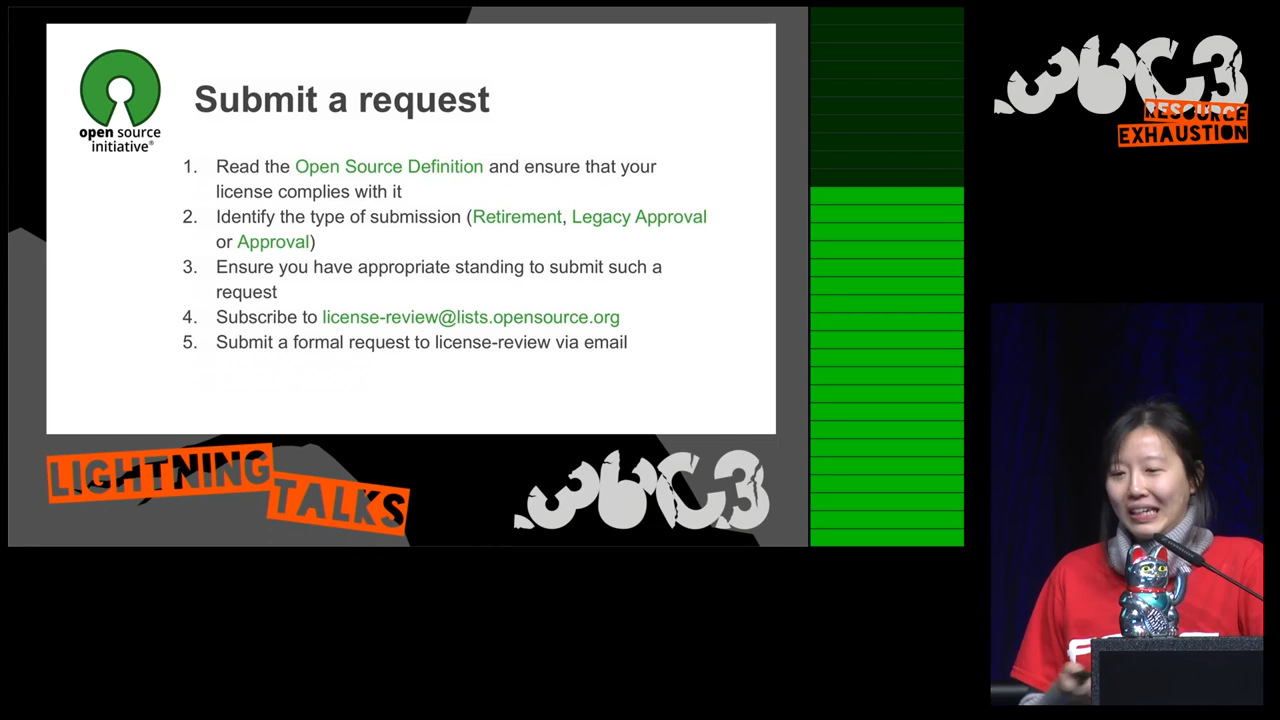 open source
initiative®
Submit a request
1. Read the Open Source Definition and ensure that your
license complies with it
2. Identify the type of submission (Retirement, Legacy Approval
or Approval)
3. Ensure you have appropriate standing to submit such a
request
4. Subscribe to license-review@lists.opensource.org
5. Submit a formal request to license-review via email
LIGHTNING
TALKS
36C3
36C3
RESOURCE
EXHAUSTION